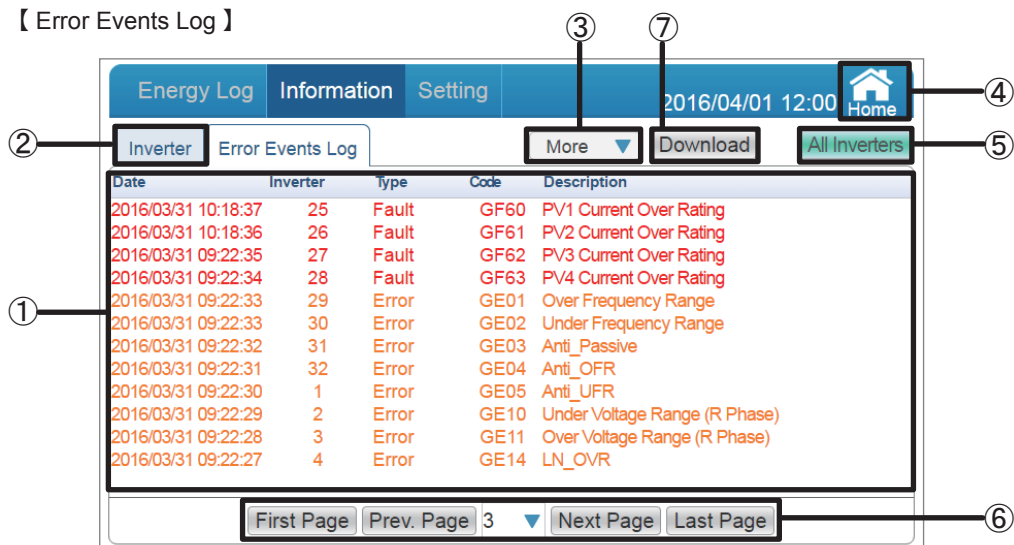 【 Error Events Log 】
③ ⑦
Energy Log Information Setting 2016/04/01 12:00 Home ④
② Inverter Error Events Log More ▼ Download All Inverters ⑤
Date Inverter Type Code Description
2016/03/31 10:18:37 25 Fault GF60 PV1 Current Over Rating
2016/03/31 10:18:36 26 Fault GF61 PV2 Current Over Rating
2016/03/31 09:22:35 27 Fault GF62 PV3 Current Over Rating
2016/03/31 09:22:34 28 Fault GF63 PV4 Current Over Rating
① 2016/03/31 09:22:33 29 Error GE01 Over Frequency Range
2016/03/31 09:22:33 30 Error GE02 Under Frequency Range
2016/03/31 09:22:32 31 Error GE03 Anti_Passive
2016/03/31 09:22:31 32 Error GE04 Anti_OFR
2016/03/31 09:22:30 1 Error GE05 Anti_UFR
2016/03/31 09:22:29 2 Error GE10 Under Voltage Range (R Phase)
2016/03/31 09:22:28 3 Error GE11 Over Voltage Range (R Phase)
2016/03/31 09:22:27 4 Error GE14 LN_OVR
First Page Prev. Page 3 ▼ Next Page Last Page ⑥